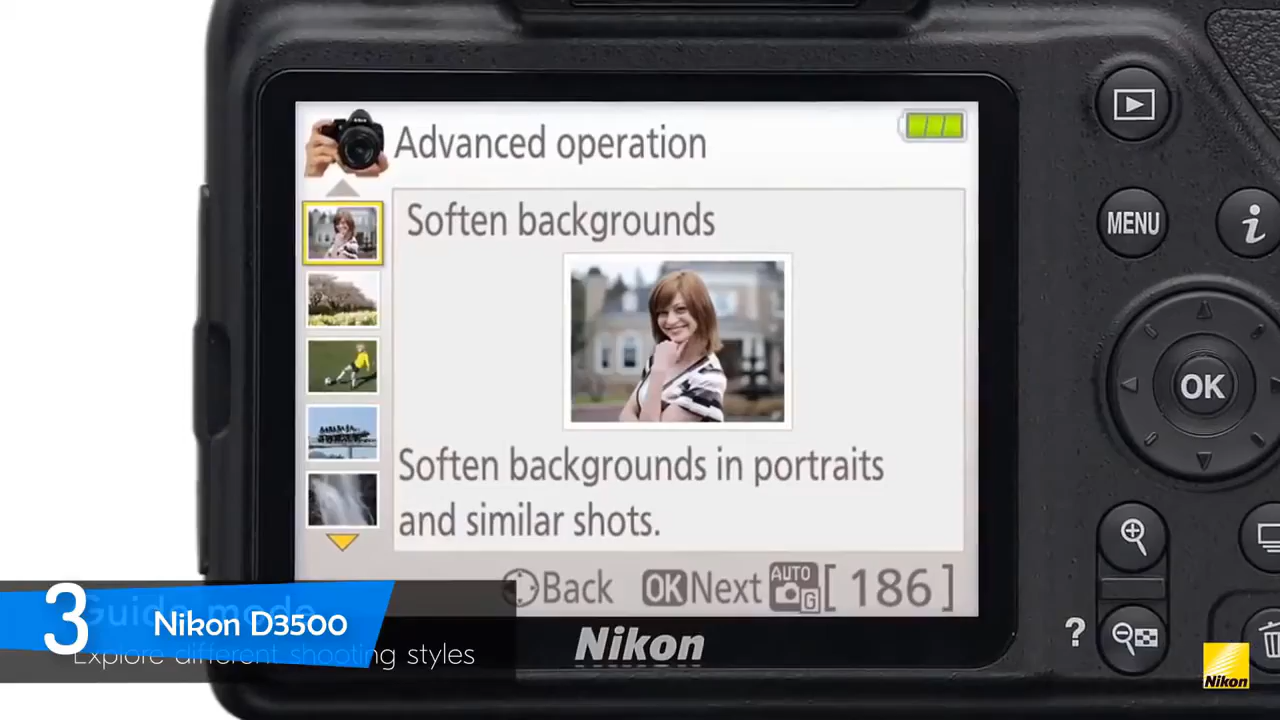 Advanced operation
Soften backgrounds
Soften backgrounds in portraits
and similar shots.
Back OK Next AUTO G [ 186 ]
MENU
i
OK
?
Nikon
3 Nikon D3500
Guide mode
Explore different shooting styles
Nikon